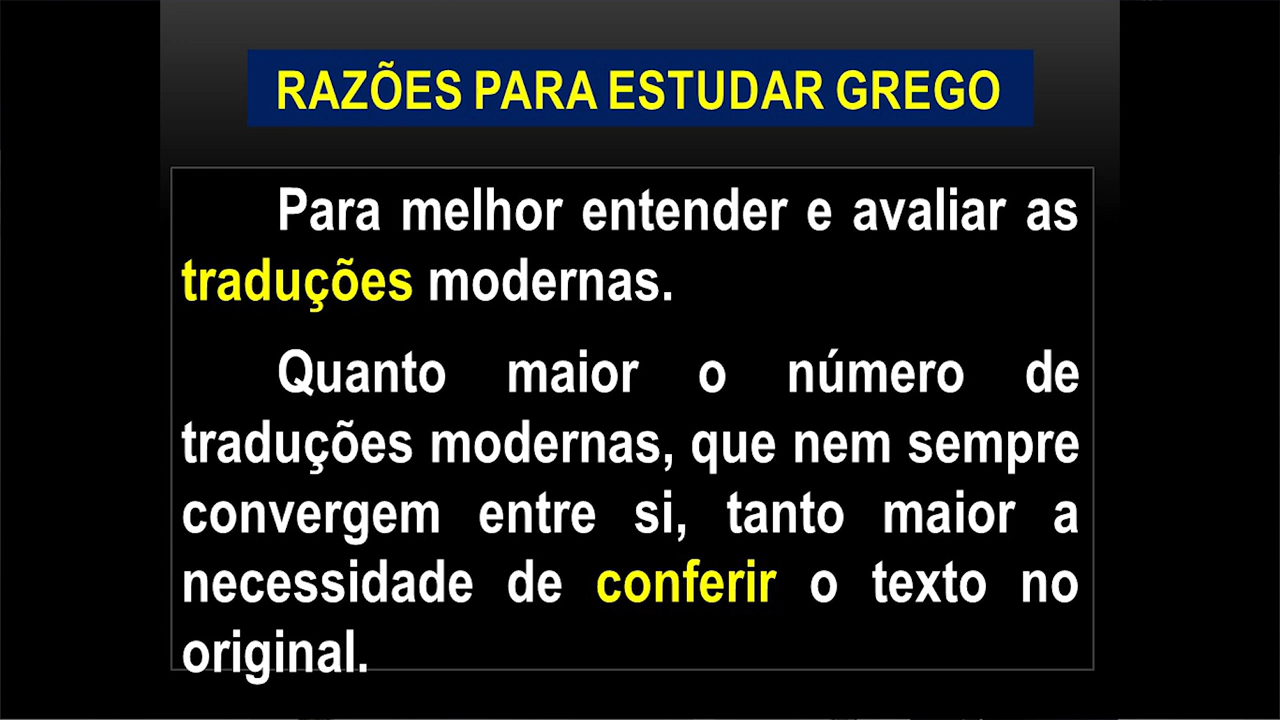 RAZÕES PARA ESTUDAR GREGO
Para melhor entender e avaliar as
traduções modernas.
Quanto maior o número de
traduções modernas, que nem sempre
convergem entre si, tanto maior a
necessidade de conferir o texto no
original.